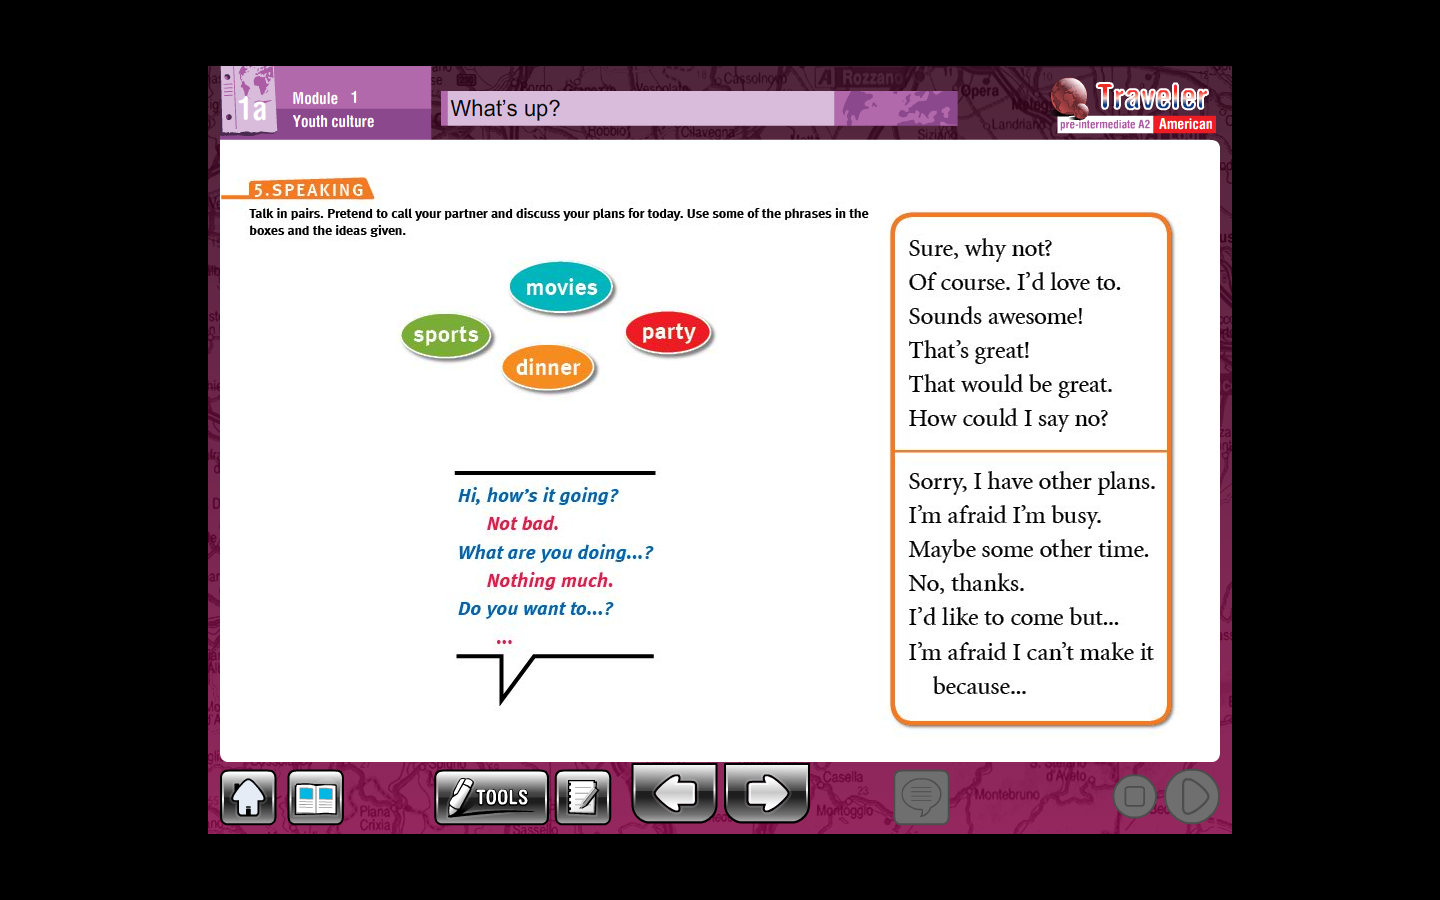 1a
Module 1
Youth culture
What's up?
Traveler
pre-intermediate A2 American
5.SPEAKING
Talk in pairs. Pretend to call your partner and discuss your plans for today. Use some of the phrases in the
boxes and the ideas given.
movies
sports
party
dinner
Hi, how's it going?
Not bad.
What are you doing...?
Nothing much.
Do you want to...?
...
Sure, why not?
Of course. I'd love to.
Sounds awesome!
That's great!
That would be great.
How could I say no?
Sorry, I have other plans.
I'm afraid I'm busy.
Maybe some other time.
No, thanks.
I'd like to come but...
I'm afraid I can't make it
because...
TOOLS